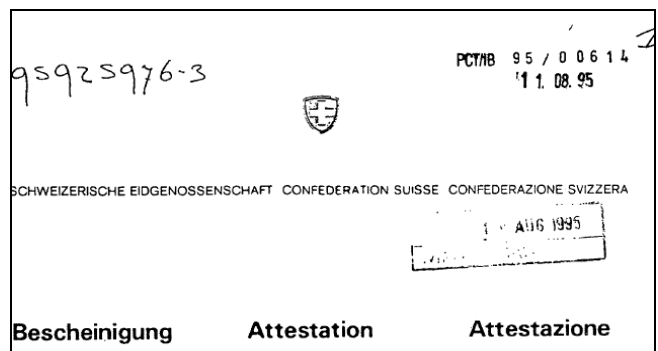 95925976-3
PCT/IB 95/00614
11. 08. 95
SCHWEIZERISCHE EIDGENOSSENSCHAFT CONFEDERATION SUISSE CONFEDERAZIONE SVIZZERA
AUG 1995
Bescheinigung Attestation Attestazione